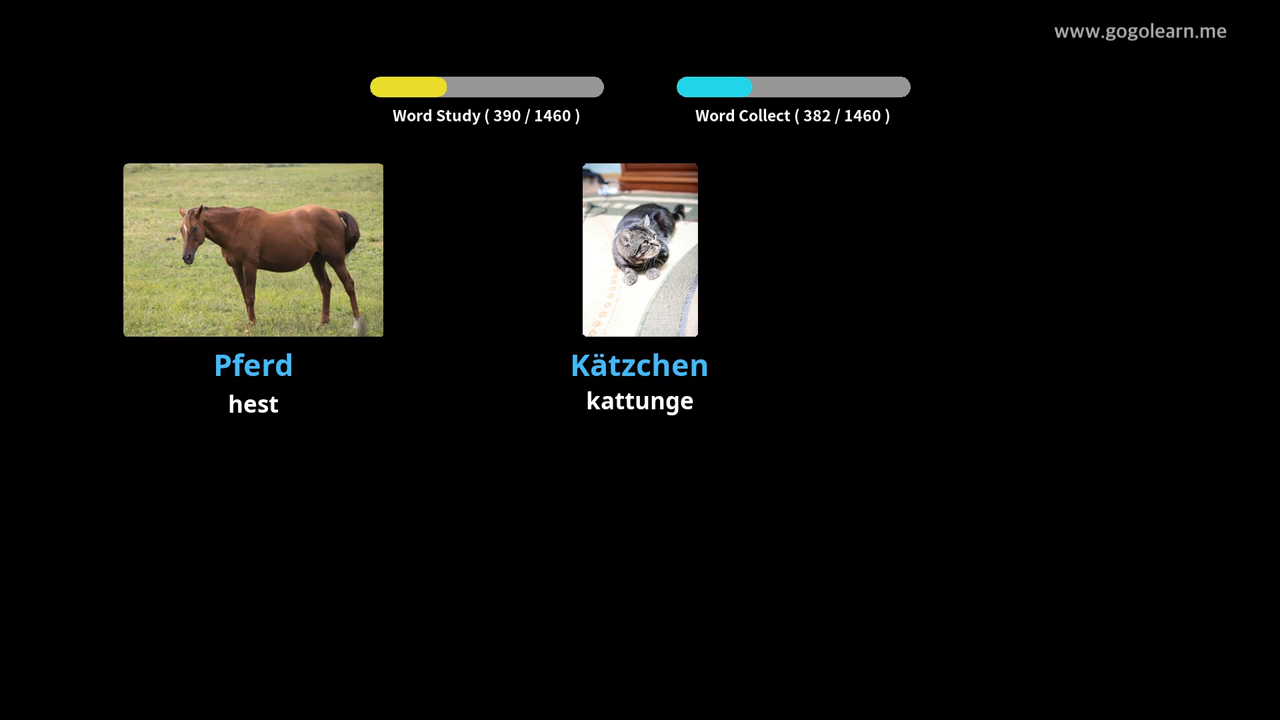 www.gogolearn.me
Word Study ( 390 / 1460 )
Word Collect ( 382 / 1460 )
Pferd
hest
Kätzchen
kattunge